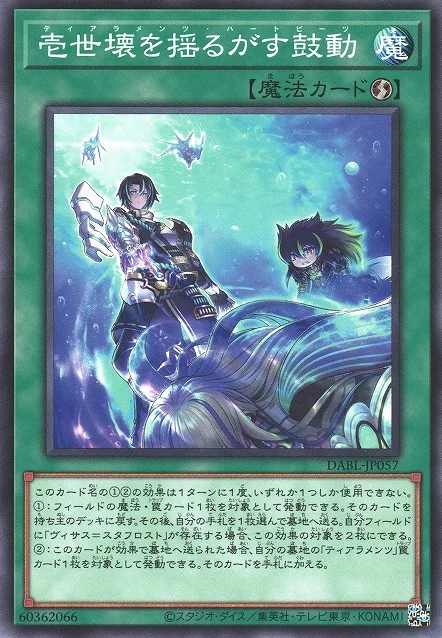 ティアラメンツ・ハートビーツ
壱世壊を揺るがす鼓動
魔
【魔法カード】
DABL-JP057
このカード名の①②の効果は1ターンに1度、いずれか1つしか使用できない。
①:フィールドの魔法・罠カード1枚を対象として発動できる。そのカードを
持ち主のデッキに戻す。その後、自分の手札を1枚選んで墓地へ送る。自分フィールド
に「ヴィサス=スタフロスト」が存在する場合、この効果の対象を2枚にできる。
②:このカードが効果で墓地へ送られた場合、自分の墓地の「ティアラメンツ」罠
カード1枚を対象として発動できる。そのカードを手札に加える。
60362066
©スタジオ・ダイス/集英社・テレビ東京・KONAMI